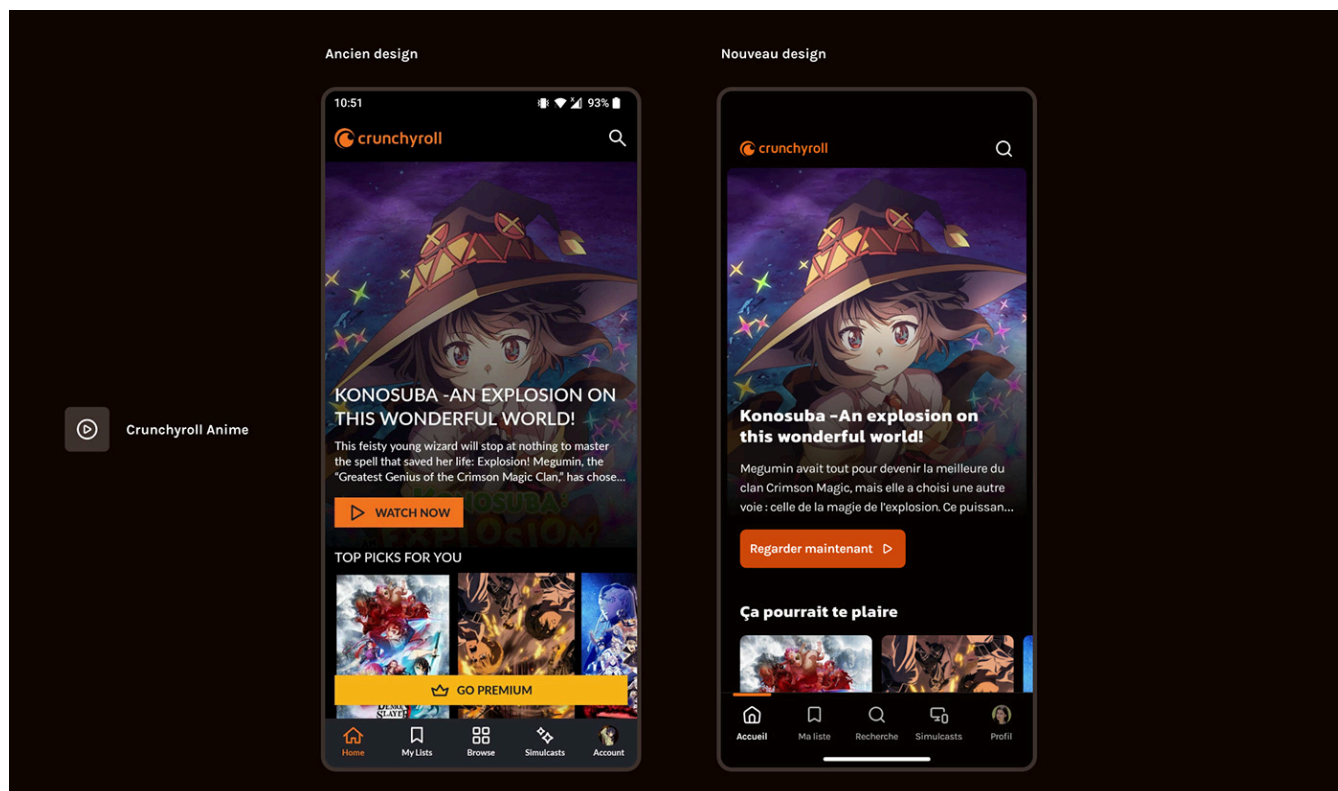 Ancien design
10:51
93%
crunchyroll
KONOSUBA -AN EXPLOSION ON
THIS WONDERFUL WORLD!
This feisty young wizard will stop at nothing to master
the spell that saved her life: Explosion! Megumin, the
“Greatest Genius of the Crimson Magic Clan,” has chose...
KONOSUBA:
EXPLOSION
WATCH NOW
TOP PICKS FOR YOU
GO PREMIUM
DEMON
SLAYER
Home
My Lists
Browse
Simulcasts
Account
Crunchyroll Anime
Nouveau design
crunchyroll
Konosuba -An explosion on
this wonderful world!
Megumin avait tout pour devenir la meilleure du
clan Crimson Magic, mais elle a choisi une autre
voie : celle de la magie de l'explosion. Ce puissan...
Regarder maintenant
Ça pourrait te plaire
Accueil
Ma liste
Recherche
Simulcasts
Profil